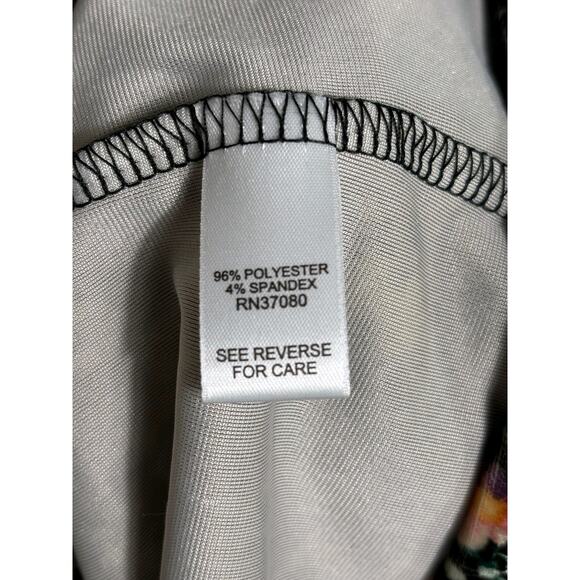 96% POLYESTER
4% SPANDEX
RN37080
SEE REVERSE
FOR CARE